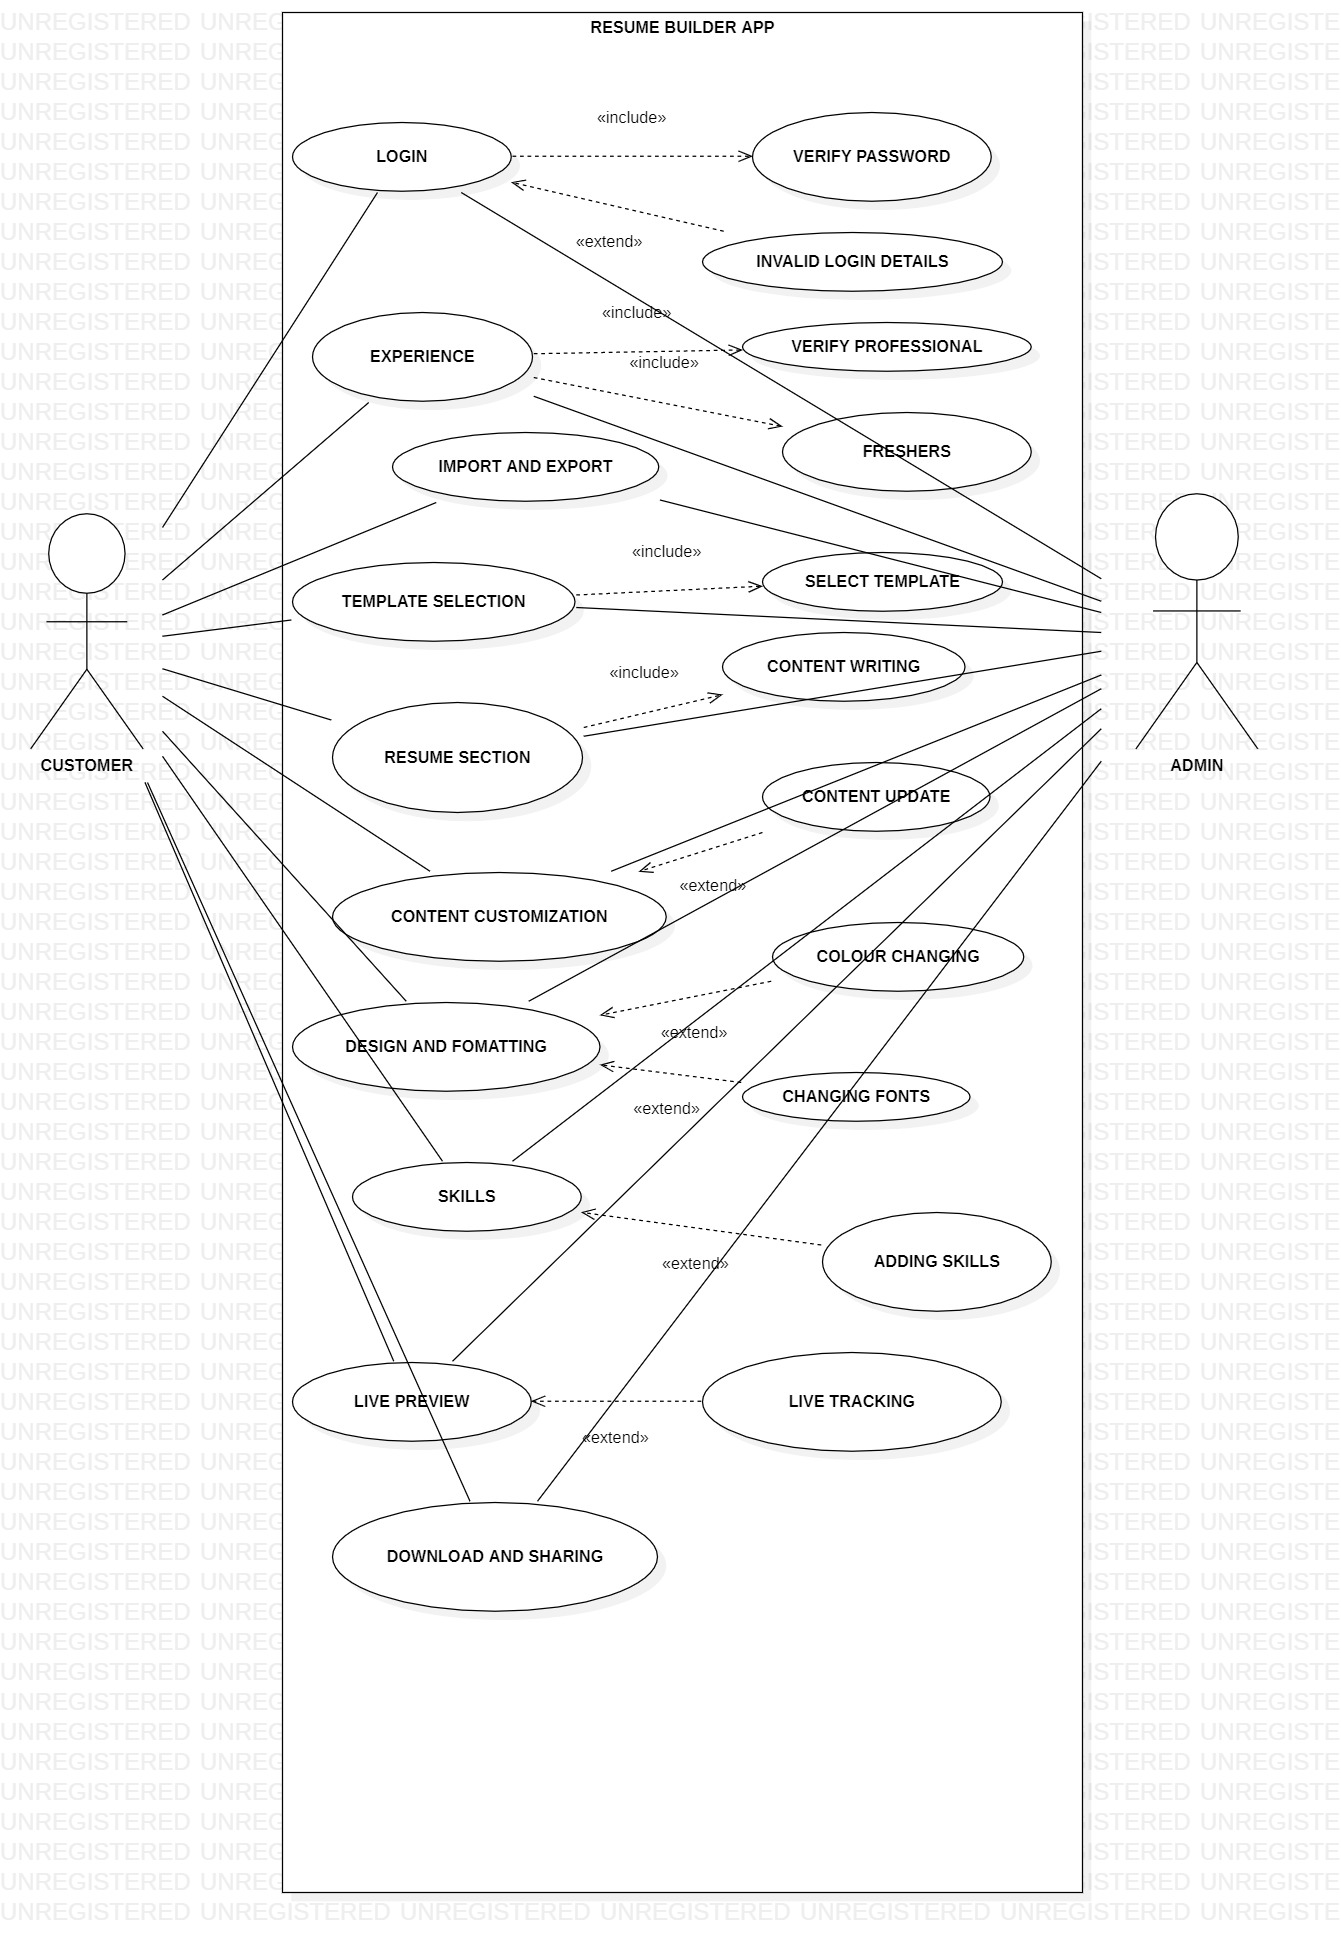 RESUME BUILDER APP
«include»
LOGIN
VERIFY PASSWORD
«extend»
INVALID LOGIN DETAILS
«include»
EXPERIENCE
VERIFY PROFESSIONAL
«include»
FRESHERS
IMPORT AND EXPORT
«include»
SELECT TEMPLATE
TEMPLATE SELECTION
«include»
CONTENT WRITING
RESUME SECTION
CUSTOMER
ADMIN
CONTENT UPDATE
«extend»
CONTENT CUSTOMIZATION
COLOUR CHANGING
«extend»
DESIGN AND FOMATTING
CHANGING FONTS
«extend»
SKILLS
«extend»
ADDING SKILLS
LIVE PREVIEW
LIVE TRACKING
«extend»
DOWNLOAD AND SHARING
UNREGISTERED UNREGISTERED UNREGISTERED UNREGISTERED UNREGISTERED UNREGISTERED UNREGISTE